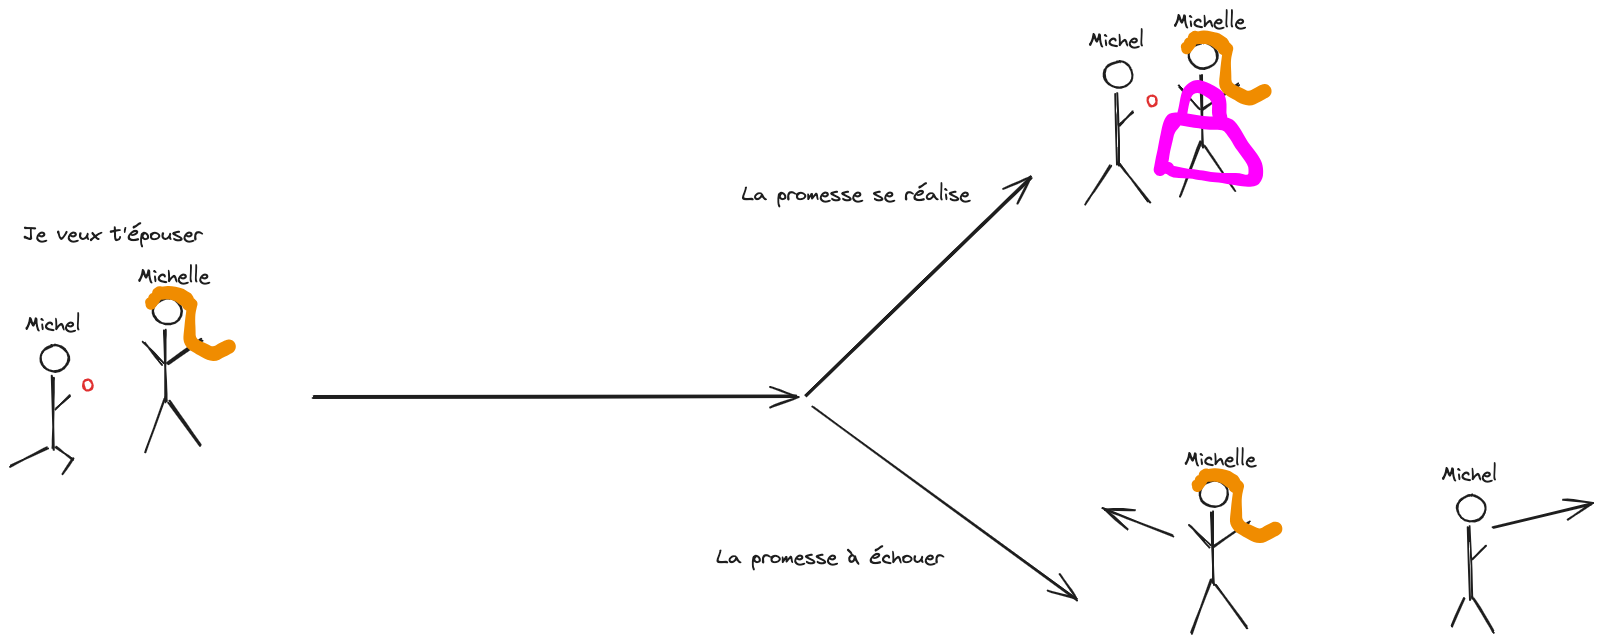 Je veux t'épouser
Michelle
Michel
La promesse se réalise
Michel
Michelle
La promesse à échouer
Michelle
Michel